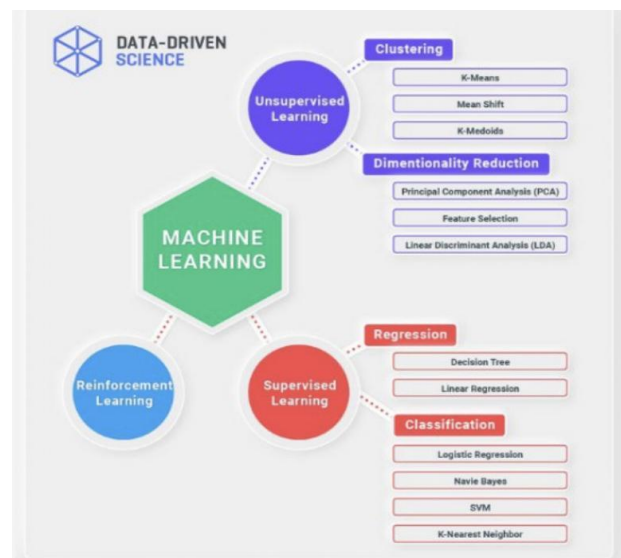 DATA-DRIVEN
SCIENCE
Clustering
K-Means
Mean Shift
K-Medoids
Unsupervised
Learning
Dimentionality Reduction
Principal Component Analysis (PCA)
Feature Selection
Linear Discriminant Analysis (LDA)
MACHINE
LEARNING
Reinforcement
Learning
Supervised
Learning
Regression
Decision Tree
Linear Regression
Classification
Logistic Regression
Navie Bayes
SVM
K-Nearest Neighbor